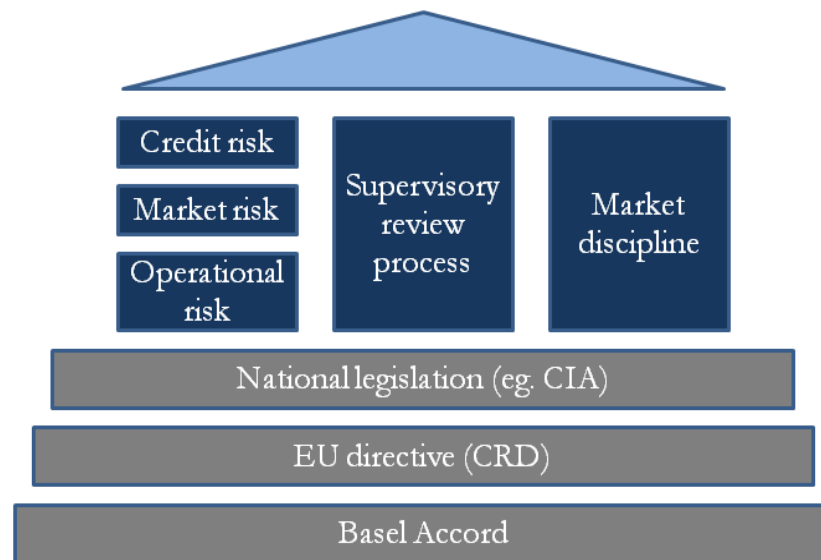 Credit risk
Market risk
Operational
risk
Supervisory
review
process
Market
discipline
National legislation (eg. CIA)
EU directive (CRD)
Basel Accord